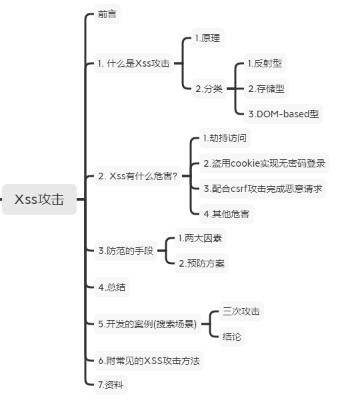 Xss攻击
前言
1. 什么是Xss攻击
1.原理
2.分类
1.反射型
2.存储型
3.DOM-based型
2. Xss有什么危害?
1.劫持访问
2.盗用cookie实现无密码登录
3.配合csrf攻击完成恶意请求
4.其他危害
3.防范的手段
1.两大因素
2.预防方案
4.总结
5.开发的案例(搜索场景)
三次攻击
结论
6.附常见的XSS攻击方法
7.资料